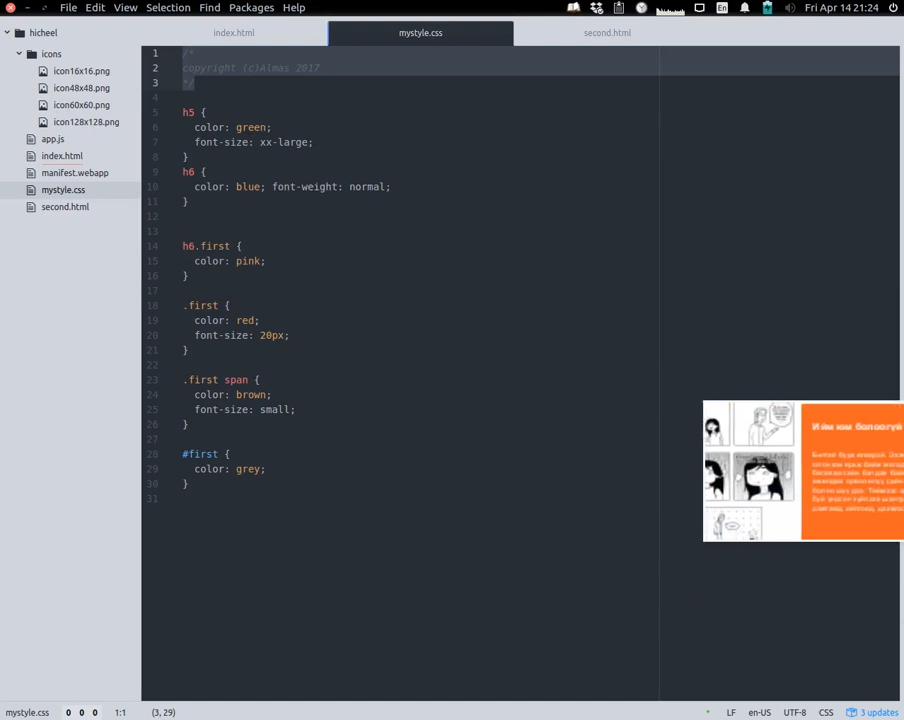 File Edit View Selection Find Packages Help
En
Fri Apr 14 21:24
hicheel
icons
icon16x16.png
icon48x48.png
icon60x60.png
icon128x128.png
app.js
index.html
manifest.webapp
mystyle.css
second.html
index.html
mystyle.css
second.html
1 /*
2 copyright (c)Almas 2017
3 */
4
5 h5 {
6 color: green;
7 font-size: xx-large;
8 }
9 h6 {
10 color: blue; font-weight: normal;
11 }
12
13
14 h6.first {
15 color: pink;
16 }
17
18 .first {
19 color: red;
20 font-size: 20px;
21 }
22
23 .first span {
24 color: brown;
25 font-size: small;
26 }
27
28 #first {
29 color: grey;
30 }
31
Ийм юм болоогүй
mystyle.css 0 0 0 1:1 (3, 29)
LF en-US UTF-8 CSS 3 updates